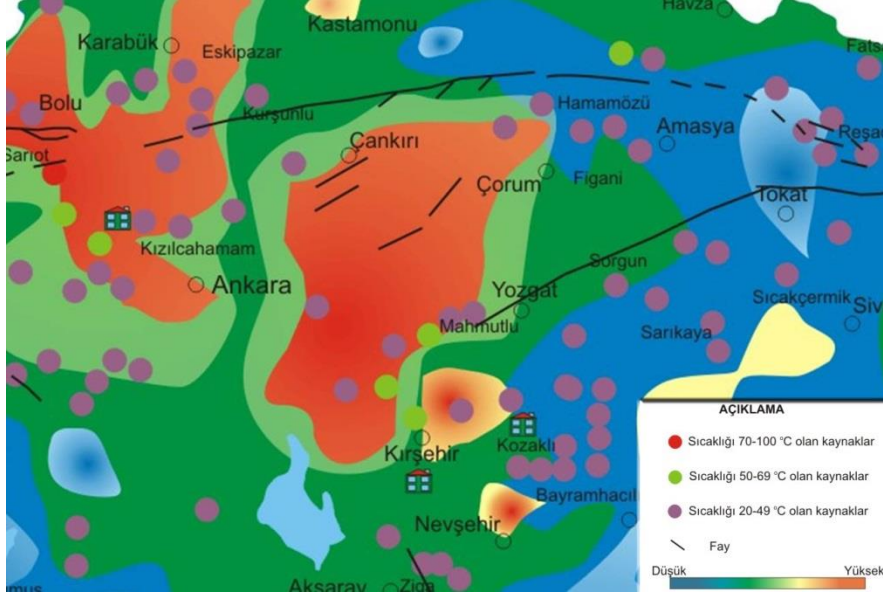 Kastamonu
Havza
Karabük
Eskipazar
Fatsa
Bolu
Kurşunlu
Hamamözü
Amasya
Çankırı
Sarıot
Çorum
Figani
Tokat
Kızılcahamam
Ankara
Sorgun
Yozgat
Sıcakçermik
Siv
Mahmutlu
Sarıkaya
AÇIKLAMA
Sıcaklığı 70-100 °C olan kaynaklar
Kırşehir
Kozaklı
Sıcaklığı 50-69 °C olan kaynaklar
Bayramhacılı
Sıcaklığı 20-49 °C olan kaynaklar
Nevşehir
Fay
Düşük
Yüksek
Aksaray
Ziga